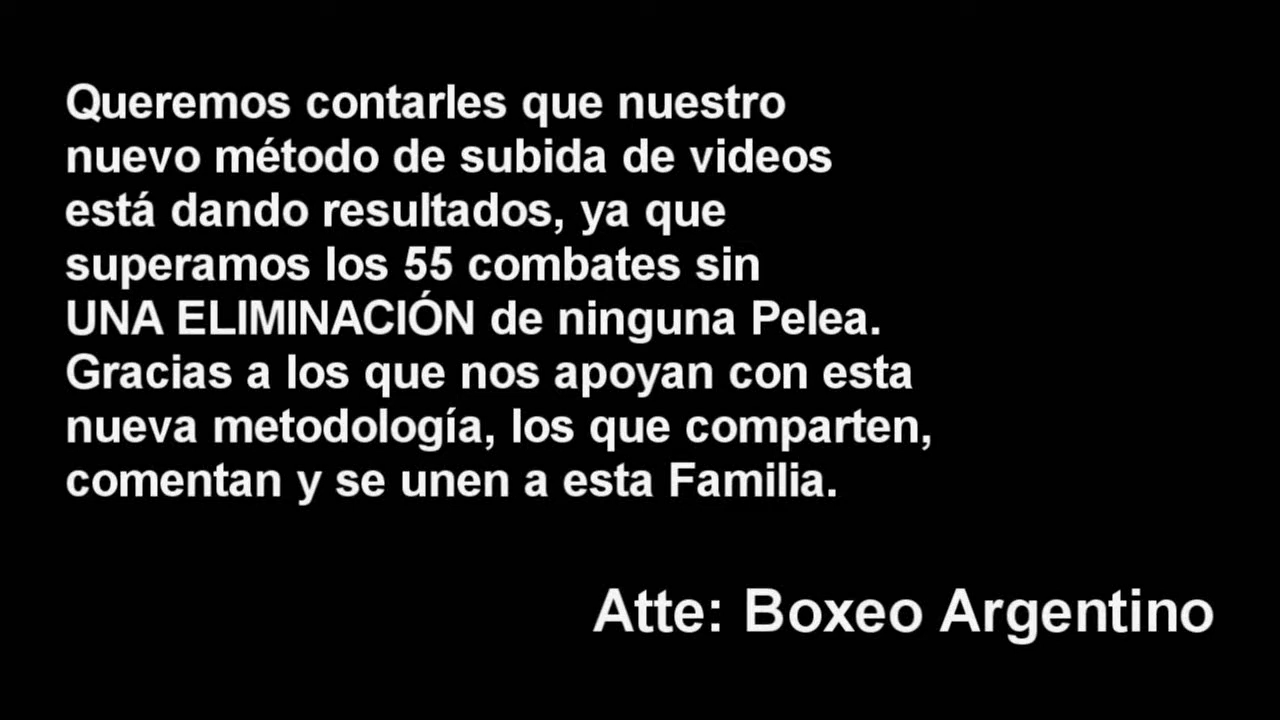 Queremos contarles que nuestro
nuevo método de subida de videos
está dando resultados, ya que
superamos los 55 combates sin
UNA ELIMINACIÓN de ninguna Pelea.
Gracias a los que nos apoyan con esta
nueva metodología, los que comparten,
comentan y se unen a esta Familia.
Atte: Boxeo Argentino